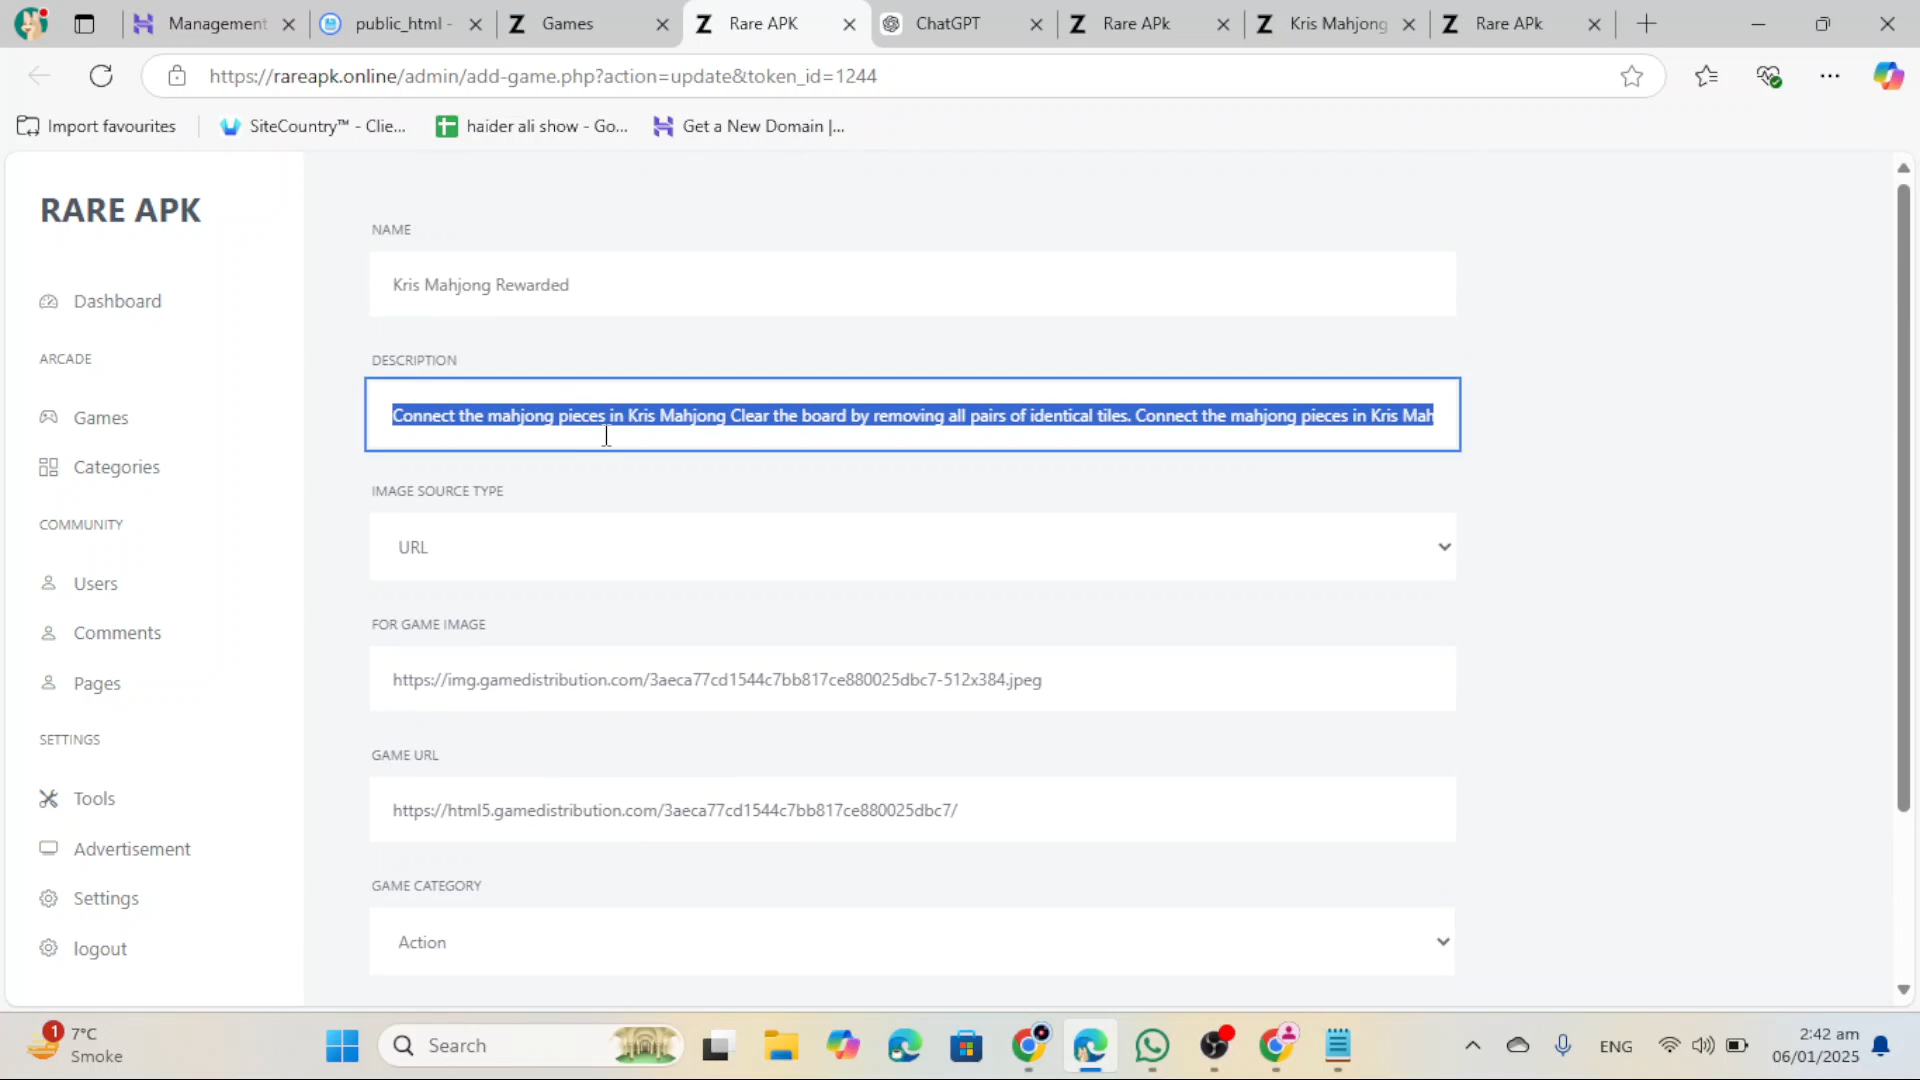 Management
public_html -
Games
Rare APK
ChatGPT
Rare APk
Kris Mahjong
Rare APk
https://rareapk.online/admin/add-game.php?action=update&token_id=1244
Import favourites
SiteCountry™ - Clie...
haider ali show - Go...
Get a New Domain |...
RARE APK
Dashboard
ARCADE
Games
Categories
COMMUNITY
Users
Comments
Pages
SETTINGS
Tools
Advertisement
Settings
logout
NAME
Kris Mahjong Rewarded
DESCRIPTION
Connect the mahjong pieces in Kris Mahjong Clear the board by removing all pairs of identical tiles. Connect the mahjong pieces in Kris Mah
IMAGE SOURCE TYPE
URL
FOR GAME IMAGE
https://img.gamedistribution.com/3aeca77cd1544c7bb817ce880025dbc7-512x384.jpeg
GAME URL
https://html5.gamedistribution.com/3aeca77cd1544c7bb817ce880025dbc7/
GAME CATEGORY
Action
1
7°C
Smoke
Search
ENG
2:42 am
06/01/2025